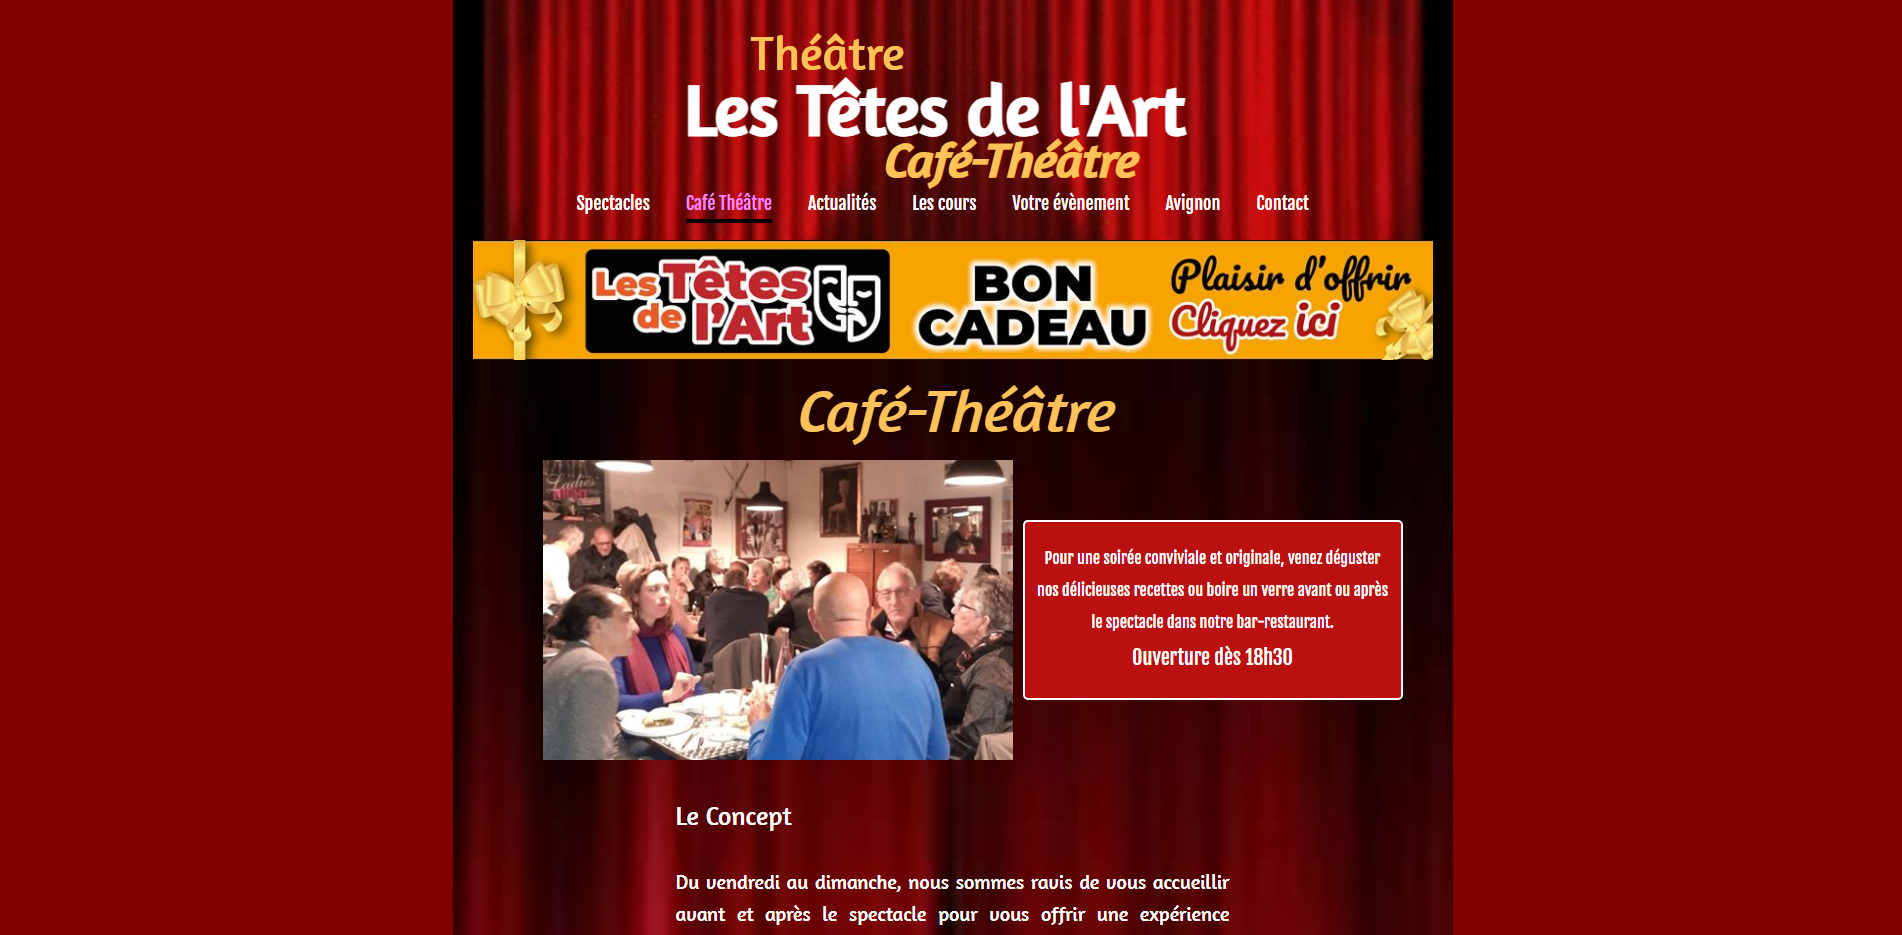 Théâtre
Les Têtes de l'Art
Café-Théâtre
Spectacles Café Théâtre Actualités Les cours Votre évènement Avignon Contact
Les Têtes
de l'Art
BON
CADEAU
Plaisir d'offrir
Cliquez ici
Café-Théâtre
Ladies
Pour une soirée conviviale et originale, venez déguster
nos délicieuses recettes ou boire un verre avant ou après
le spectacle dans notre bar-restaurant.
Ouverture dès 18h30
Le Concept
Du vendredi au dimanche, nous sommes ravis de vous accueillir
avant et après le spectacle pour vous offrir une expérience